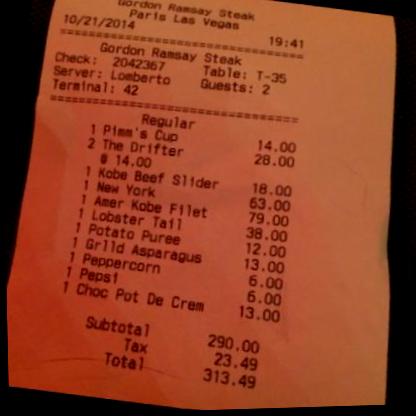 Gordon Ramsay Steak
Paris Las Vegas
10/21/2014 19:41
Gordon Ramsay Steak
Check: 2042367 Table: T-35
Server: Lomberto Guests: 2
Terminal: 42
Regular
1 Pimm's Cup 14.00
2 The Drifter 28.00
@ 14.00
1 Kobe Beef Slider 18.00
1 New York 63.00
1 Amer Kobe Filet 79.00
1 Lobster Tail 38.00
1 Potato Puree 12.00
1 Grlld Asparagus 13.00
1 Peppercorn 6.00
1 Pepsi 6.00
1 Choc Pot De Crem 13.00
Subtotal 290.00
Tax 23.49
Total 313.49